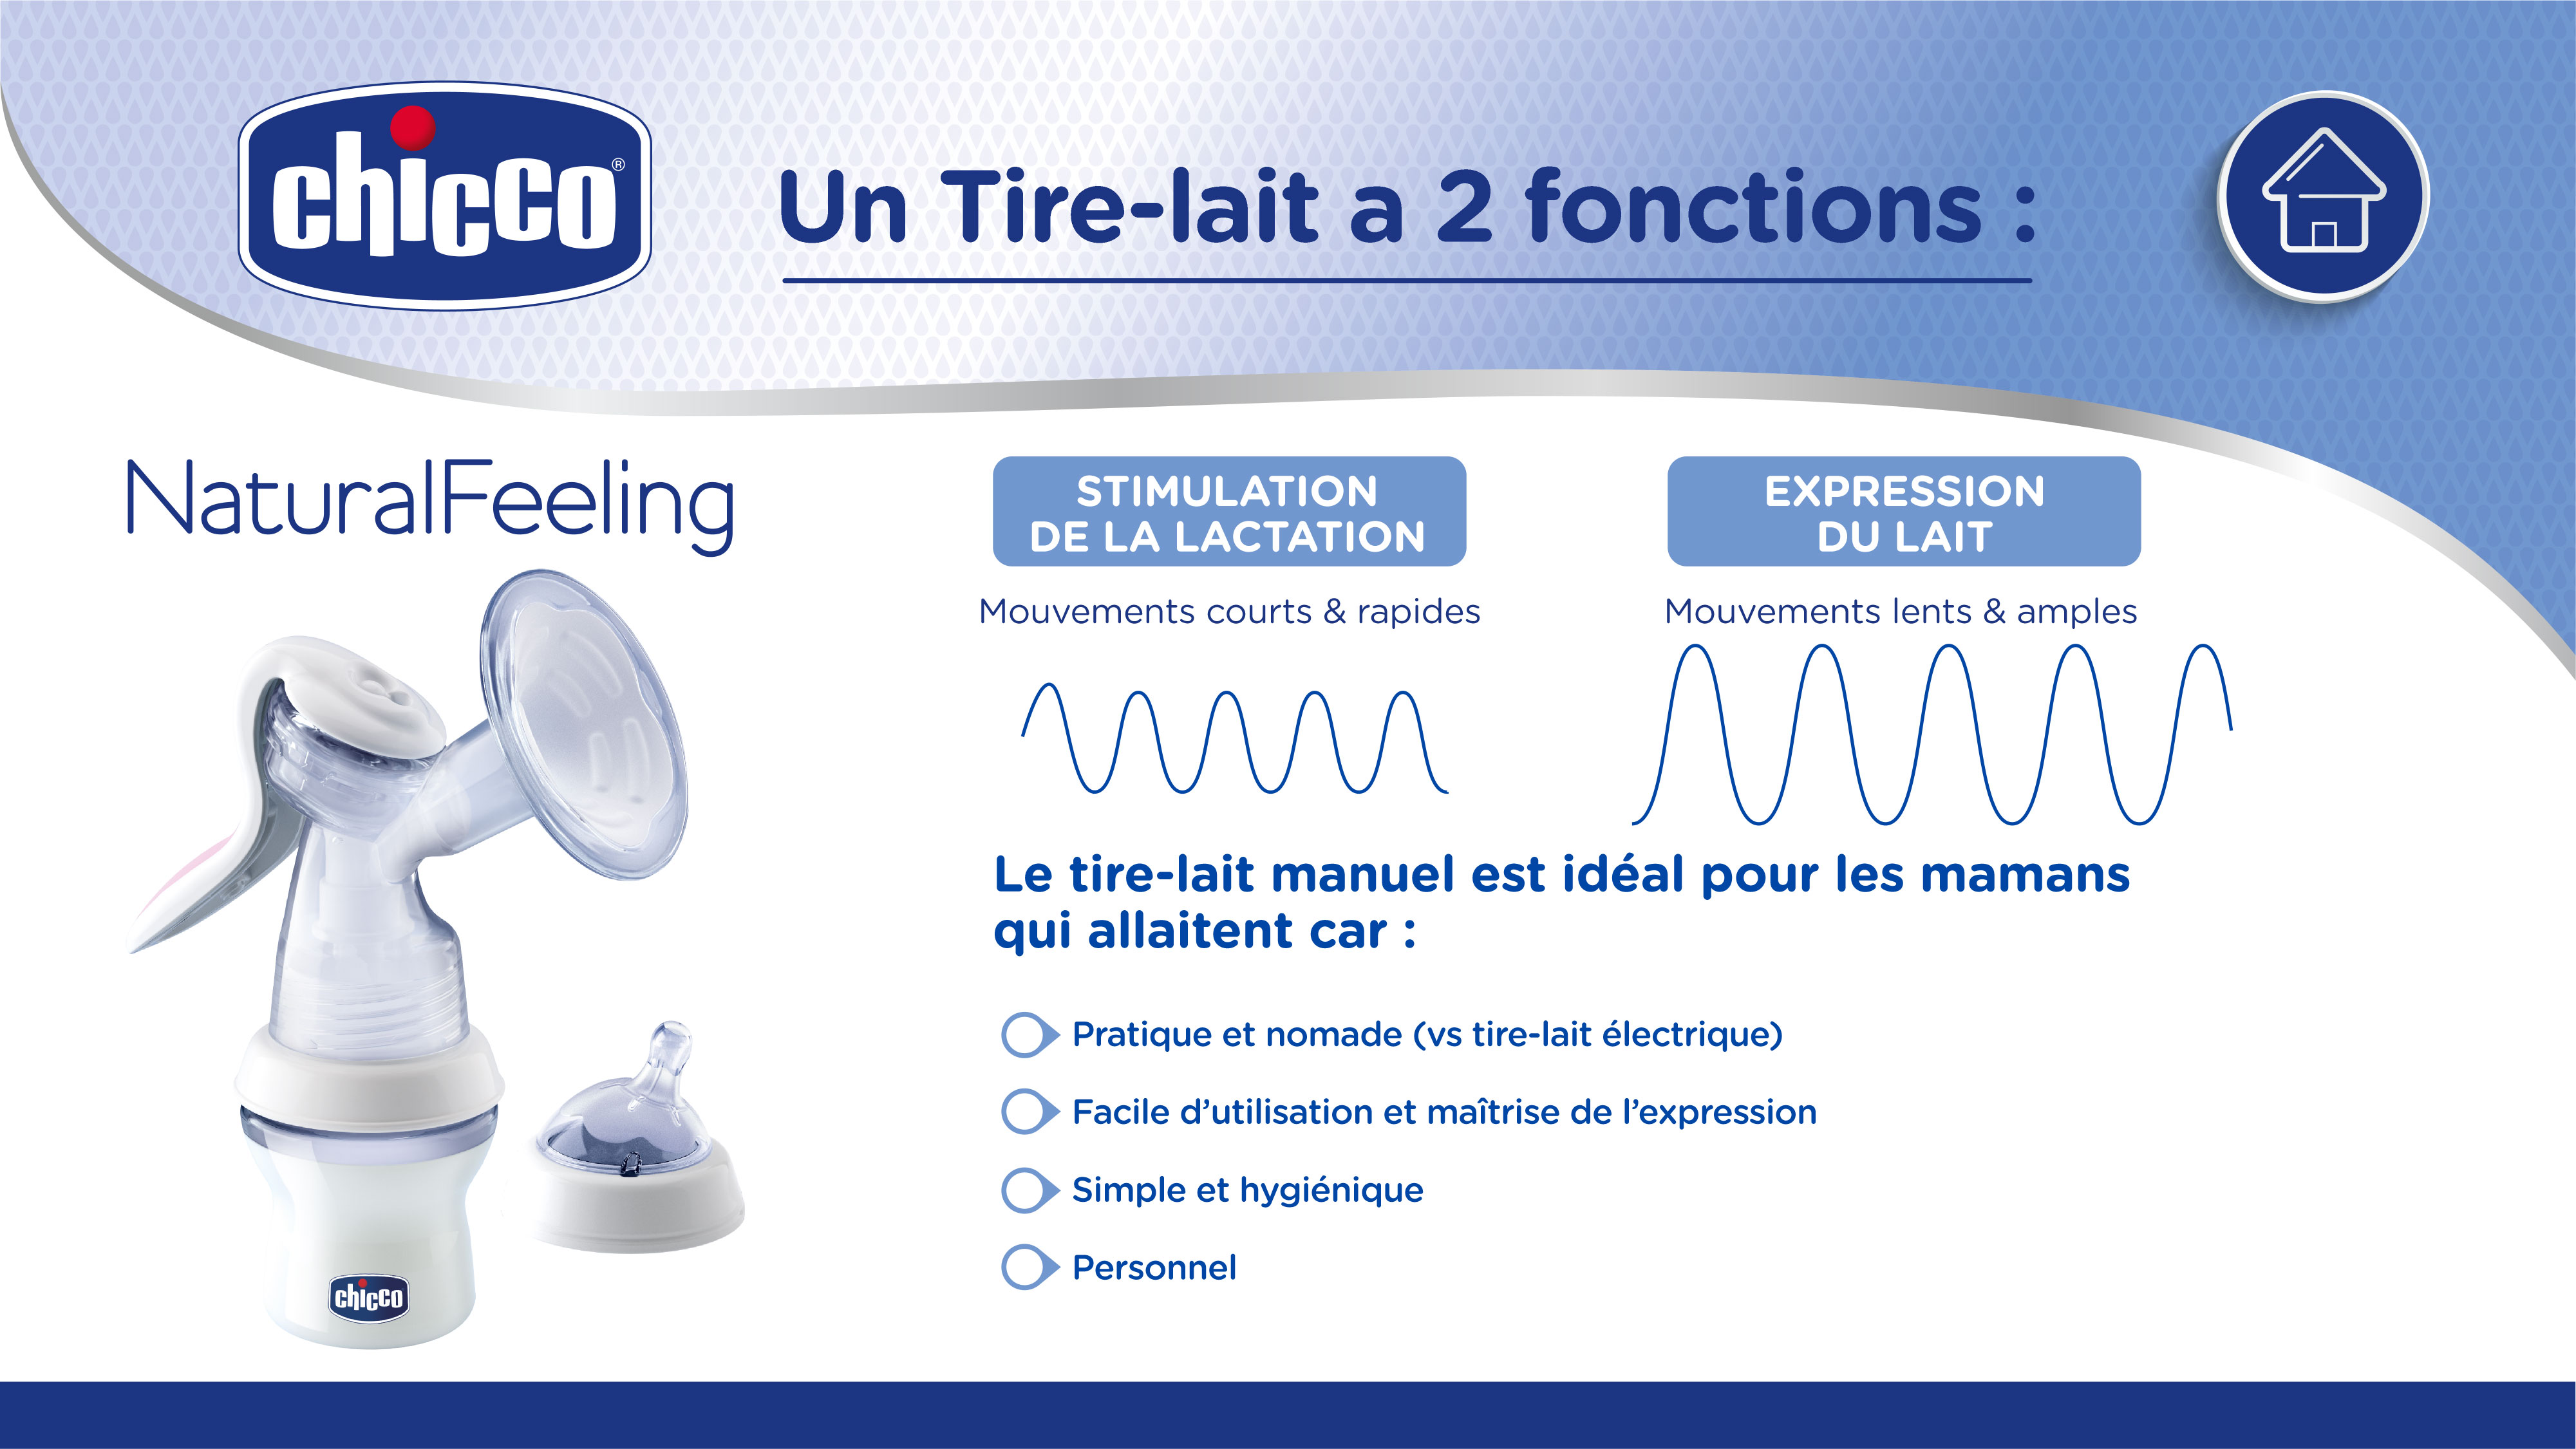 chicco®
Un Tire-lait a 2 fonctions :
NaturalFeeling
STIMULATION
DE LA LACTATION
Mouvements courts & rapides
EXPRESSION
DU LAIT
Mouvements lents & amples
Le tire-lait manuel est idéal pour les mamans
qui allaitent car :
Pratique et nomade (vs tire-lait électrique)
Facile d’utilisation et maîtrise de l’expression
Simple et hygiénique
Personnel
chicco